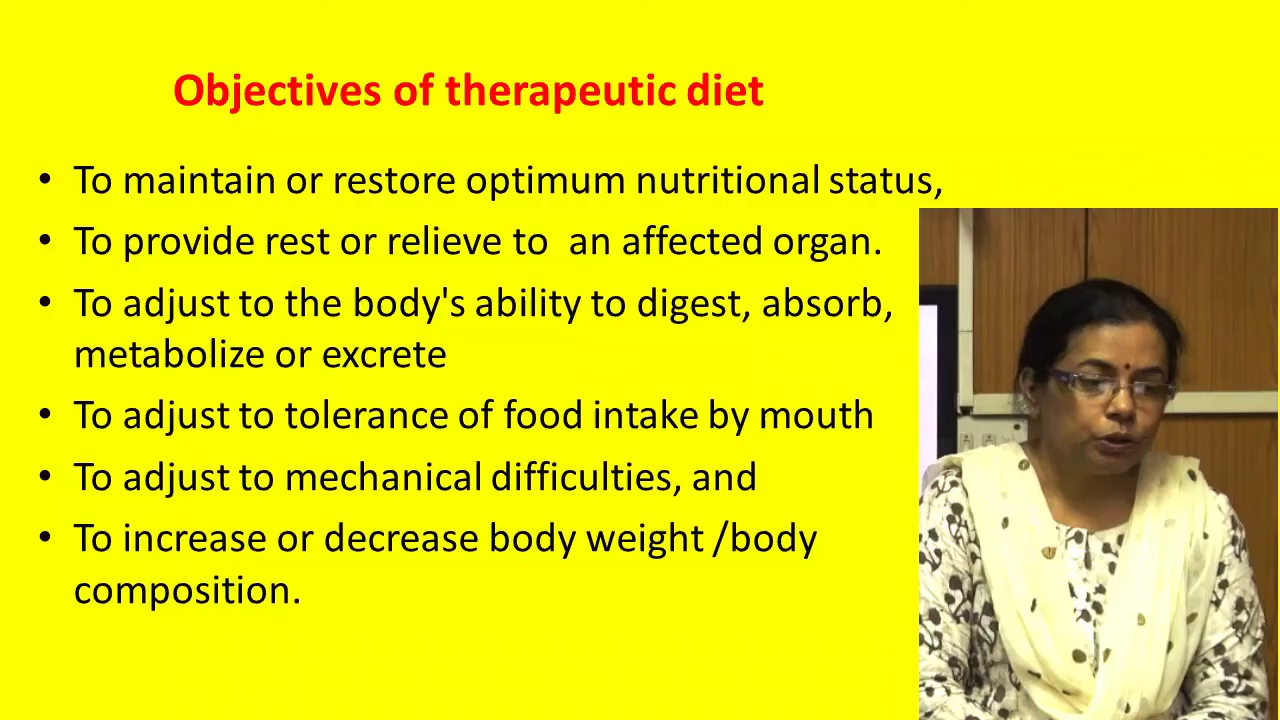 Objectives of therapeutic diet
• To maintain or restore optimum nutritional status,
• To provide rest or relieve to an affected organ.
• To adjust to the body's ability to digest, absorb,
metabolize or excrete
• To adjust to tolerance of food intake by mouth
• To adjust to mechanical difficulties, and
• To increase or decrease body weight /body
composition.